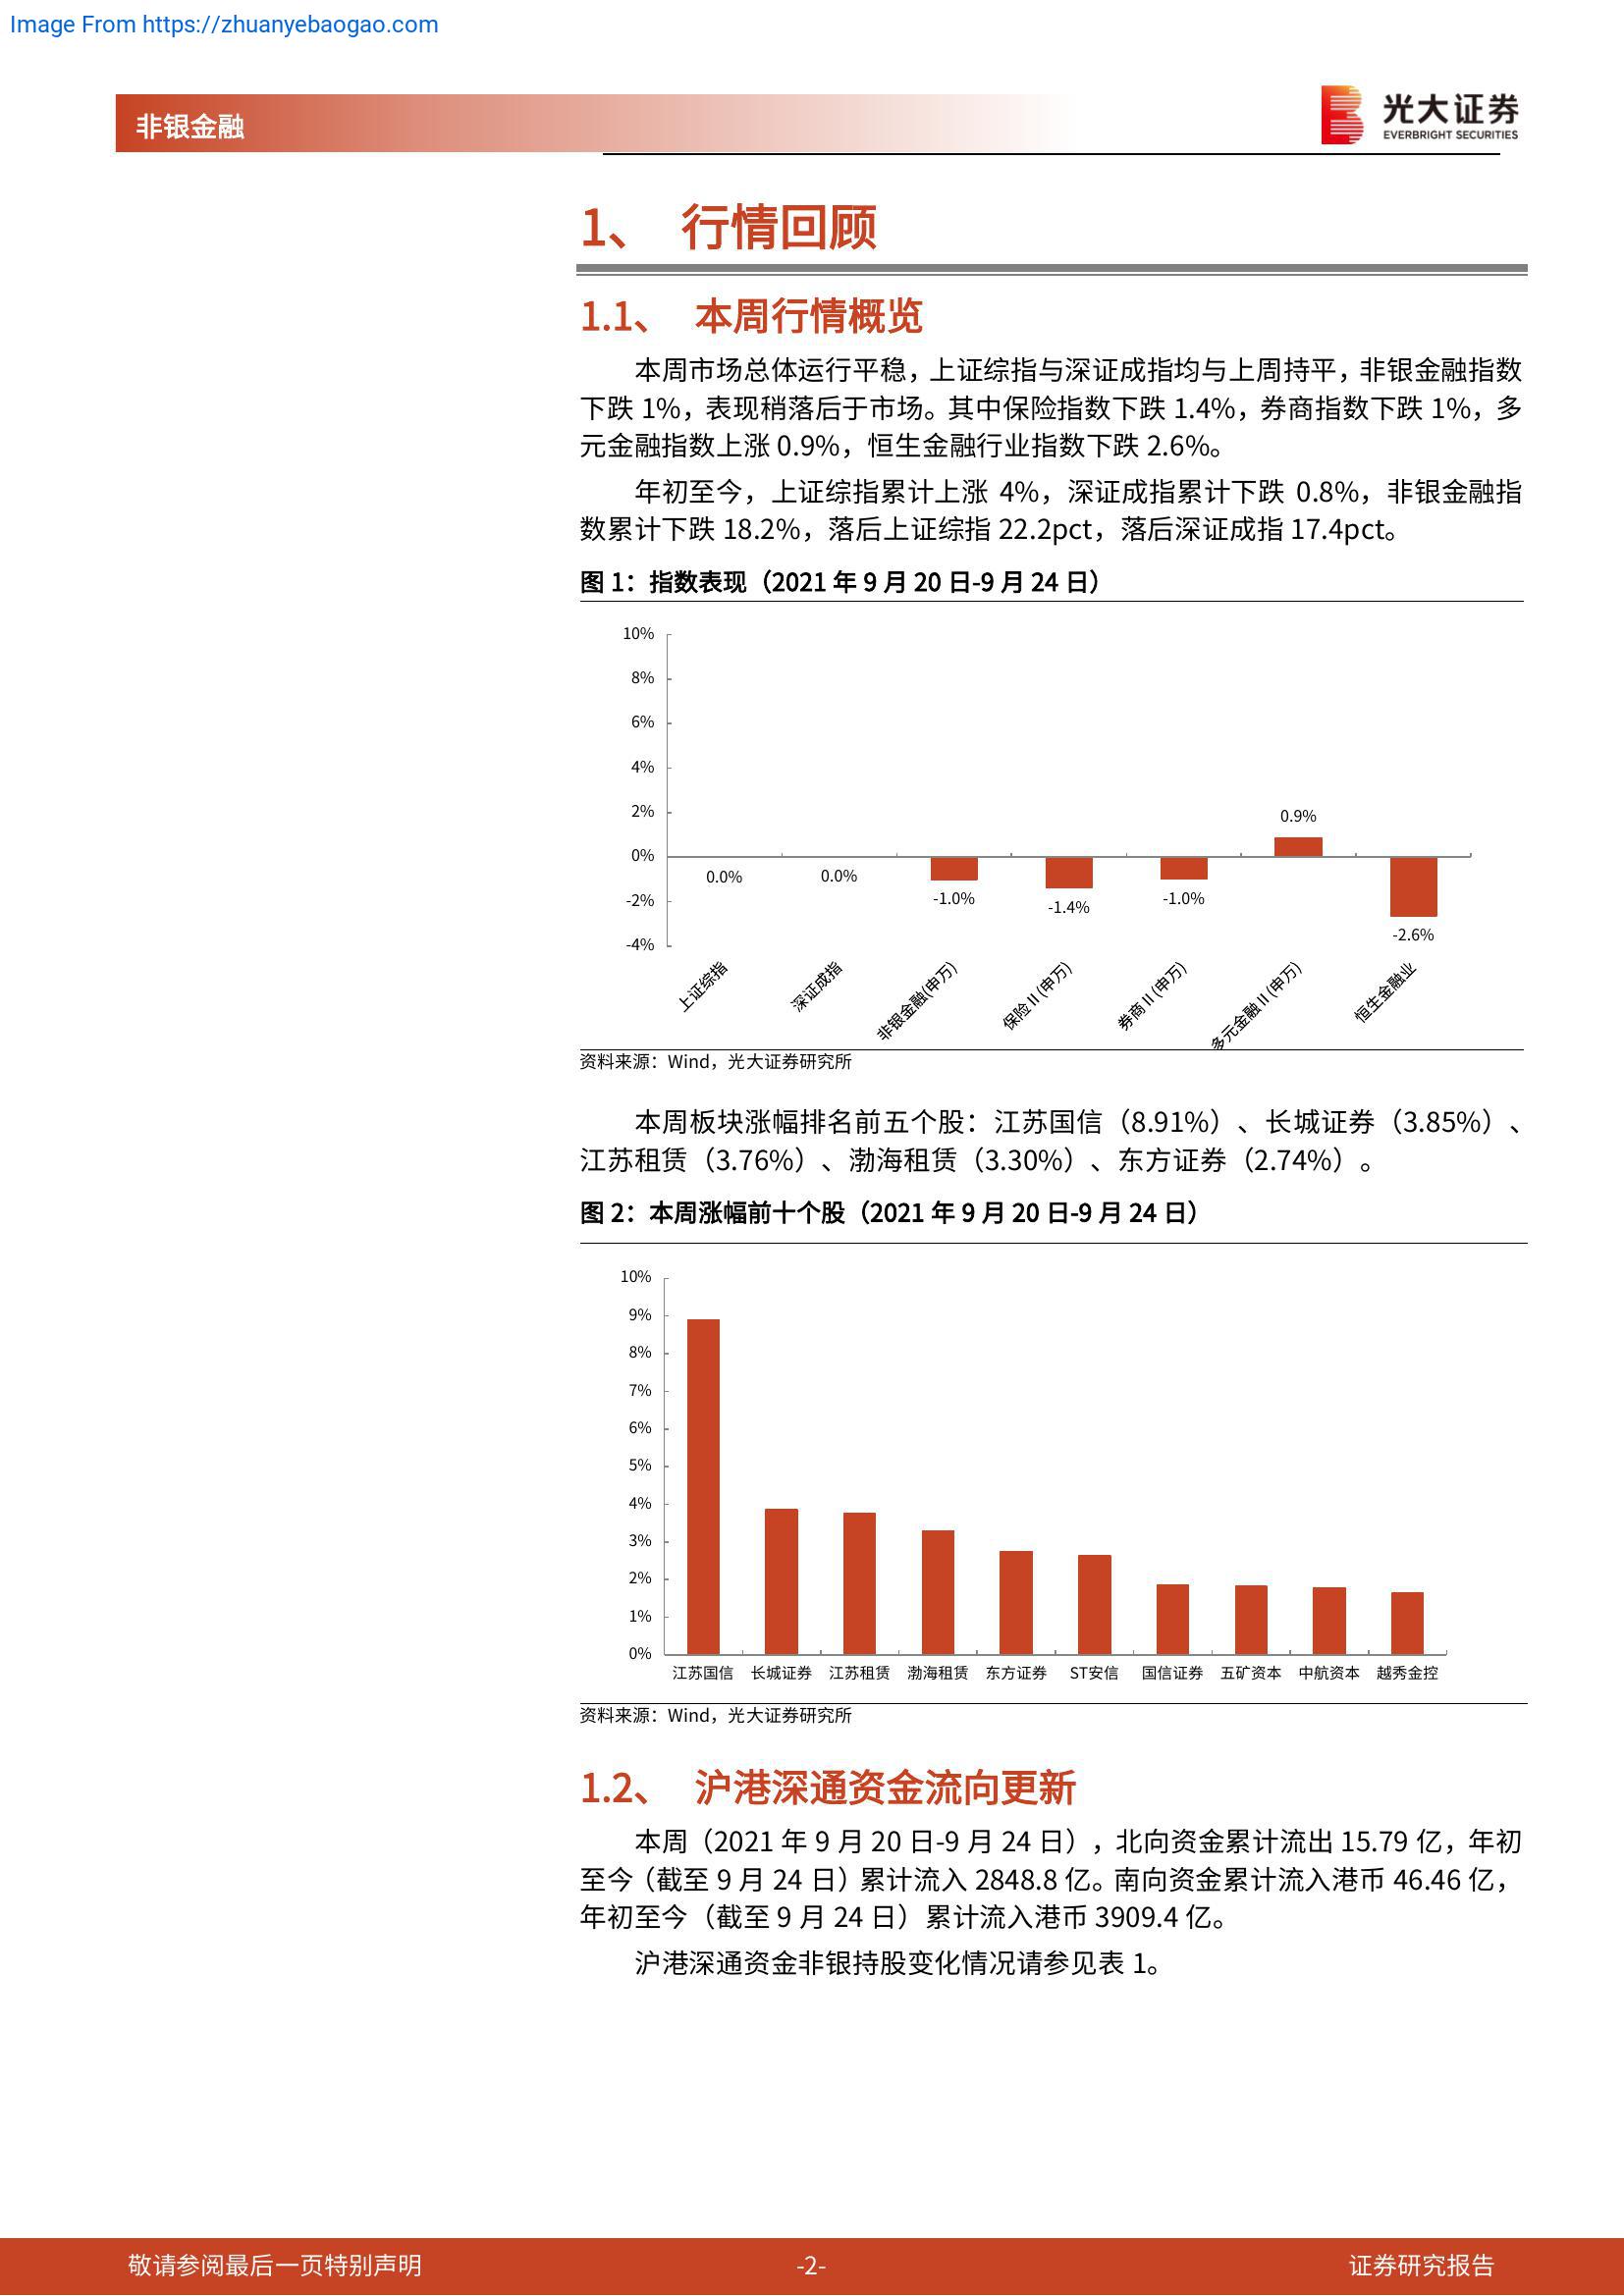 Image From https://zhuanyebaogao.com
非银金融
光大证券
EVERBRIGHT SECURITIES
1、 行情回顾
1.1、 本周行情概览
本周市场总体运行平稳，上证综指与深证成指均与上周持平，非银金融指数
下跌 1%，表现稍落后于市场。其中保险指数下跌 1.4%，券商指数下跌 1%，多
元金融指数上涨 0.9%，恒生金融行业指数下跌 2.6%。
年初至今，上证综指累计上涨 4%，深证成指累计下跌 0.8%，非银金融指
数累计下跌 18.2%，落后上证综指 22.2pct，落后深证成指 17.4pct。
图 1：指数表现（2021 年 9 月 20 日-9 月 24 日）
10%
8%
6%
4%
2%
0%
-2%
-4%
0.0%
0.0%
-1.0%
-1.4%
-1.0%
0.9%
-2.6%
上证综指
深证成指
非银金融(申万)
保险Ⅱ(申万)
券商Ⅱ(申万)
多元金融Ⅱ(申万)
恒生金融业
资料来源：Wind，光大证券研究所
本周板块涨幅排名前五个股：江苏国信（8.91%）、长城证券（3.85%）、
江苏租赁（3.76%）、渤海租赁（3.30%）、东方证券（2.74%）。
图 2：本周涨幅前十个股（2021 年 9 月 20 日-9 月 24 日）
10%
9%
8%
7%
6%
5%
4%
3%
2%
1%
0%
江苏国信 长城证券 江苏租赁 渤海租赁 东方证券 ST安信 国信证券 五矿资本 中航资本 越秀金控
资料来源：Wind，光大证券研究所
1.2、 沪港深通资金流向更新
本周（2021 年 9 月 20 日-9 月 24 日），北向资金累计流出 15.79 亿，年初
至今（截至 9 月 24 日）累计流入 2848.8 亿。南向资金累计流入港币 46.46 亿，
年初至今（截至 9 月 24 日）累计流入港币 3909.4 亿。
沪港深通资金非银持股变化情况请参见表 1。
敬请参阅最后一页特别声明
-2-
证券研究报告